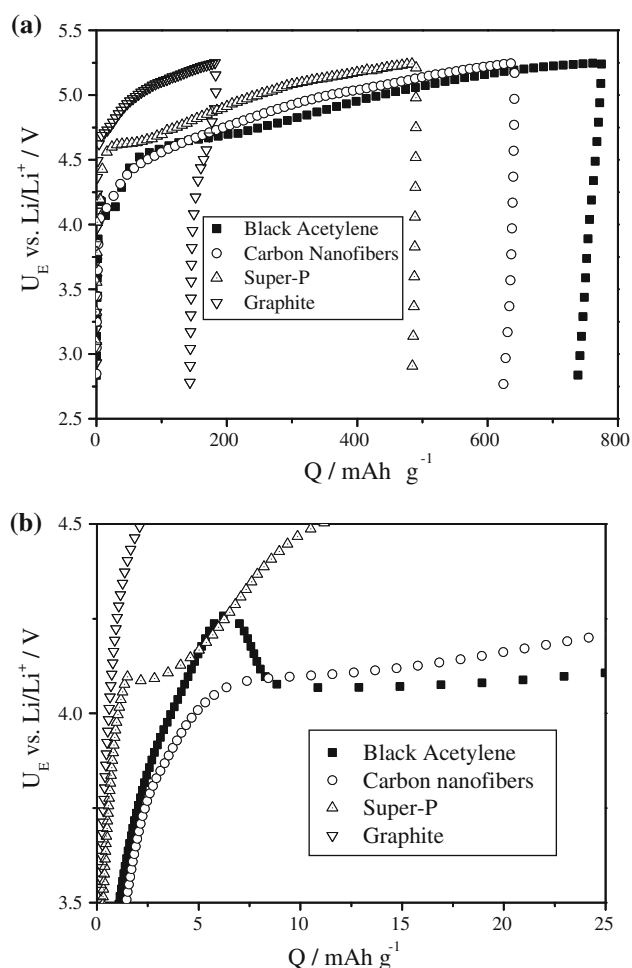 (a)
5.5
5.0
4.5
4.0
3.5
3.0
2.5
U_E vs. Li/Li⁺ / V
Black Acetylene
Carbon Nanofibers
Super-P
Graphite
0 200 400 600 800
Q / mAh g⁻¹
(b)
4.5
4.0
3.5
U_E vs. Li/Li⁺ / V
Black Acetylene
Carbon nanofibers
Super-P
Graphite
0 5 10 15 20 25
Q / mAh g⁻¹